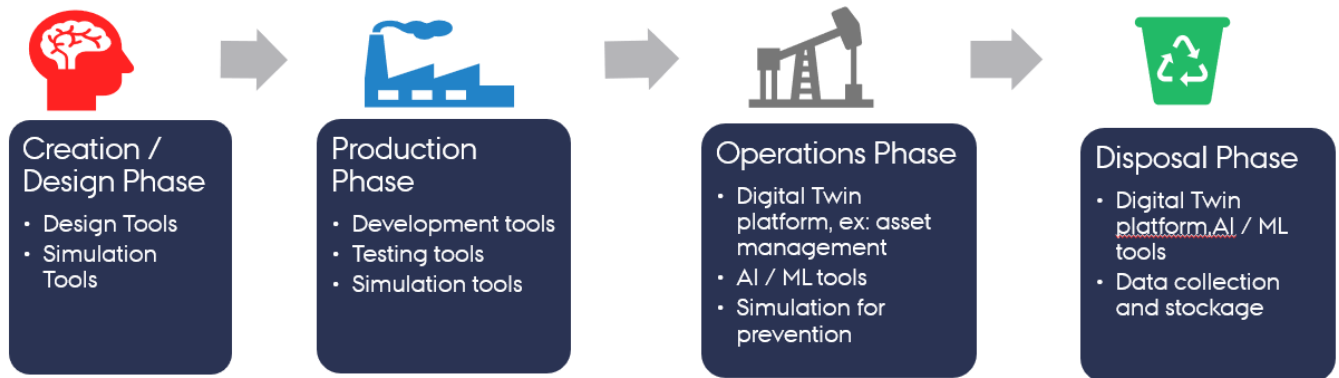 Creation /
Design Phase
• Design Tools
• Simulation
Tools
Production
Phase
• Development tools
• Testing tools
• Simulation tools
Operations Phase
• Digital Twin
platform, ex: asset
management
• AI / ML tools
• Simulation for
prevention
Disposal Phase
• Digital Twin
platform,AI / ML
tools
• Data collection
and stockage